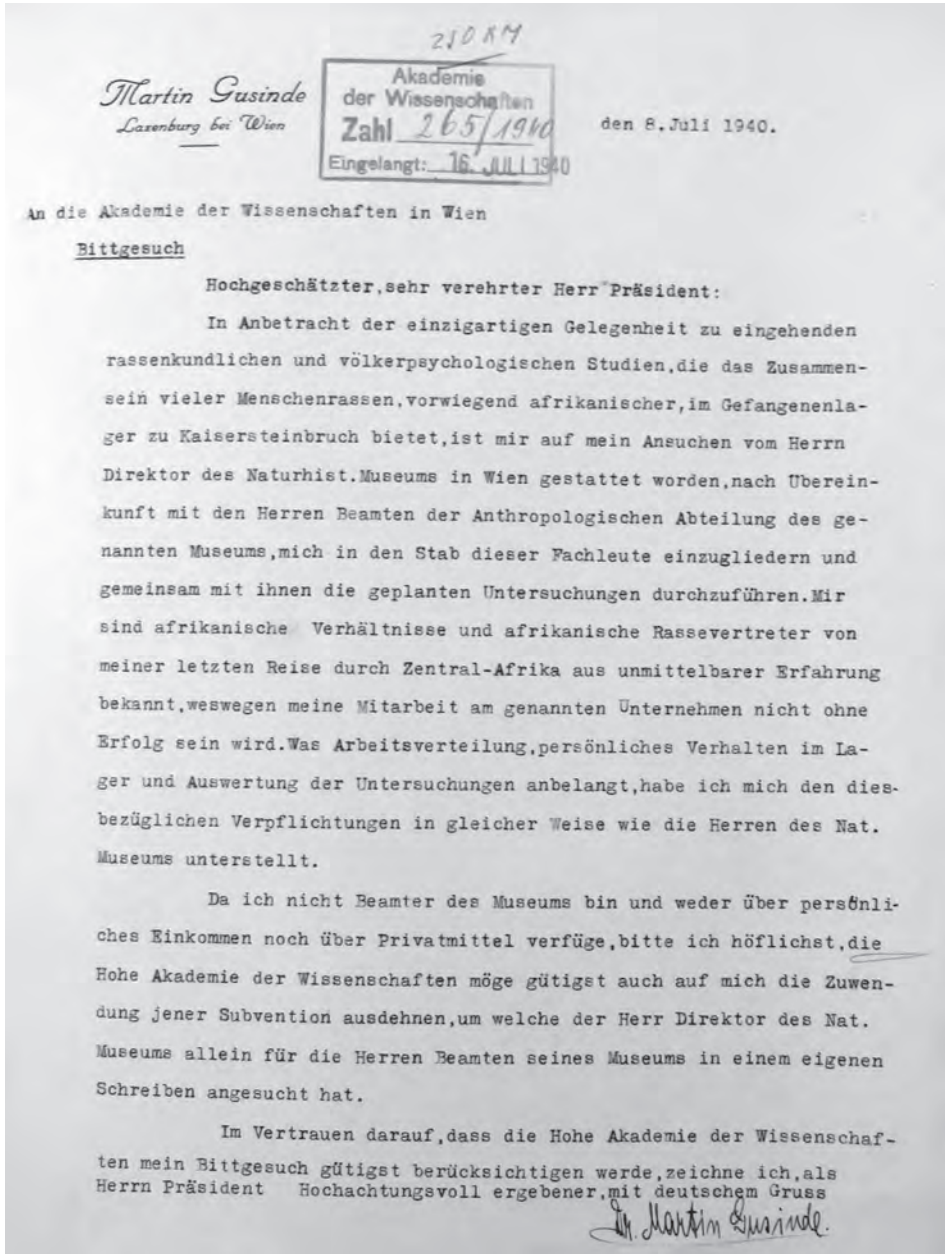 250 RM
Martin Gusinde
Laxenburg bei Wien
Akademie
der Wissenschaften
Zahl 265/1940
Eingelangt: 16. JULI 1940
den 8.Juli 1940.
An die Akademie der Wissenschaften in Wien
Bittgesuch
Hochgeschätzter,sehr verehrter Herr Präsident:
In Anbetracht der einzigartigen Gelegenheit zu eingehenden
rassenkundlichen und völkerpsychologischen Studien,die das Zusammen-
sein vieler Menschenrassen,vorwiegend afrikanischer,im Gefangenenla-
ger zu Kaisersteinbruch bietet,ist mir auf mein Ansuchen vom Herrn
Direktor des Naturhist.Museums in Wien gestattet worden,nach Uberein-
kunft mit den Herren Beamten der Anthropologischen Abteilung des ge-
nannten Museums,mich in den Stab dieser Fachleute einzugliedern und
gemeinsam mit ihnen die geplanten Untersuchungen durchzuführen.Mir
sind afrikanische Verhältnisse und afrikanische Rassevertreter von
meiner letzten Reise durch Zentral-Afrika aus unmittelbarer Erfahrung
bekannt,weswegen meine Mitarbeit am genannten Unternehmen nicht ohne
Erfolg sein wird.Was Arbeitsverteilung,persönliches Verhalten im La-
ger und Auswertung der Untersuchungen anbelangt,habe ich mich den dies-
bezüglichen Verpflichtungen in gleicher Weise wie die Herren des Nat.
Museums unterstellt.
Da ich nicht Beamter des Museums bin und weder über persönli-
ches Einkommen noch über Privatmittel verfüge,bitte ich höflichst,die
Hohe Akademie der Wissenschaften möge gütigst auch auf mich die Zuwen-
dung jener Subvention ausdehnen,um welche der Herr Direktor des Nat.
Museums allein für die Herren Beamten seines Museums in einem eigenen
Schreiben angesucht hat.
Im Vertrauen darauf,dass die Hohe Akademie der Wissenschaf-
ten mein Bittgesuch gütigst berücksichtigen werde,zeichne ich,als
Herrn Präsident Hochachtungsvoll ergebener,mit deutschem Gruss
Dr. Martin Gusinde.